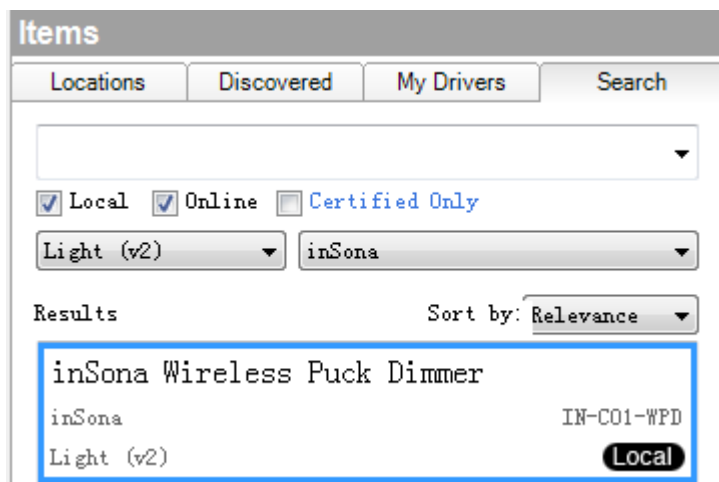 Items
Locations Discovered My Drivers Search
Local Online Certified Only
Light (v2) inSona
Results Sort by: Relevance
inSona Wireless Puck Dimmer
inSona IN-CO1-WPD
Light (v2) Local